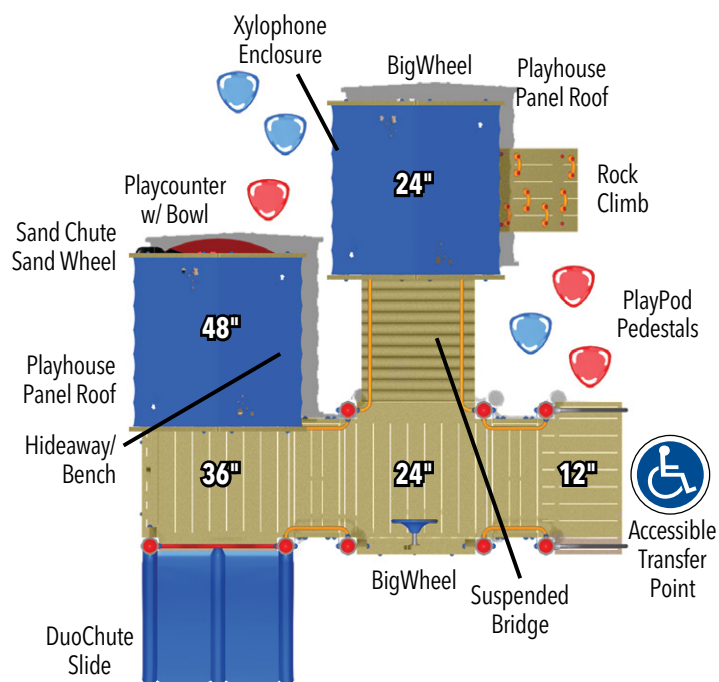 Xylophone
Enclosure
BigWheel
Playhouse
Panel Roof
24"
Rock
Climb
Playcounter
w/ Bowl
Sand Chute
Sand Wheel
48"
PlayPod
Pedestals
Playhouse
Panel Roof
Hideaway/
Bench
36"
24"
12"
Accessible
Transfer
Point
BigWheel
Suspended
Bridge
DuoChute
Slide